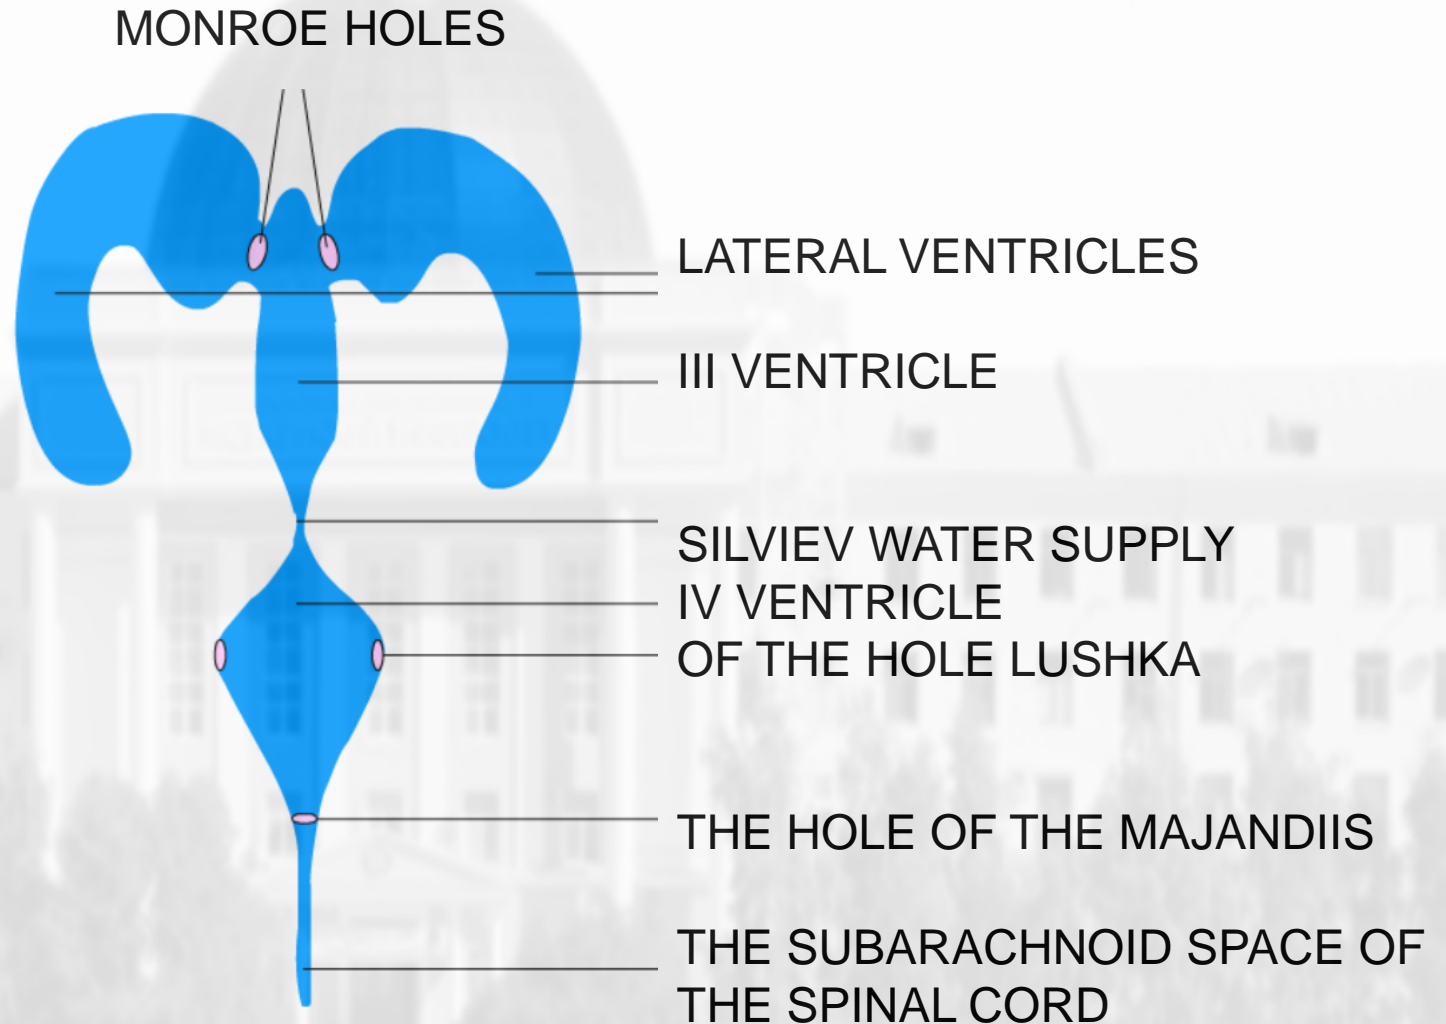 MONROE HOLES
LATERAL VENTRICLES
III VENTRICLE
SILVIEV WATER SUPPLY
IV VENTRICLE
OF THE HOLE LUSHKA
THE HOLE OF THE MAJANDIIS
THE SUBARACHNOID SPACE OF
THE SPINAL CORD